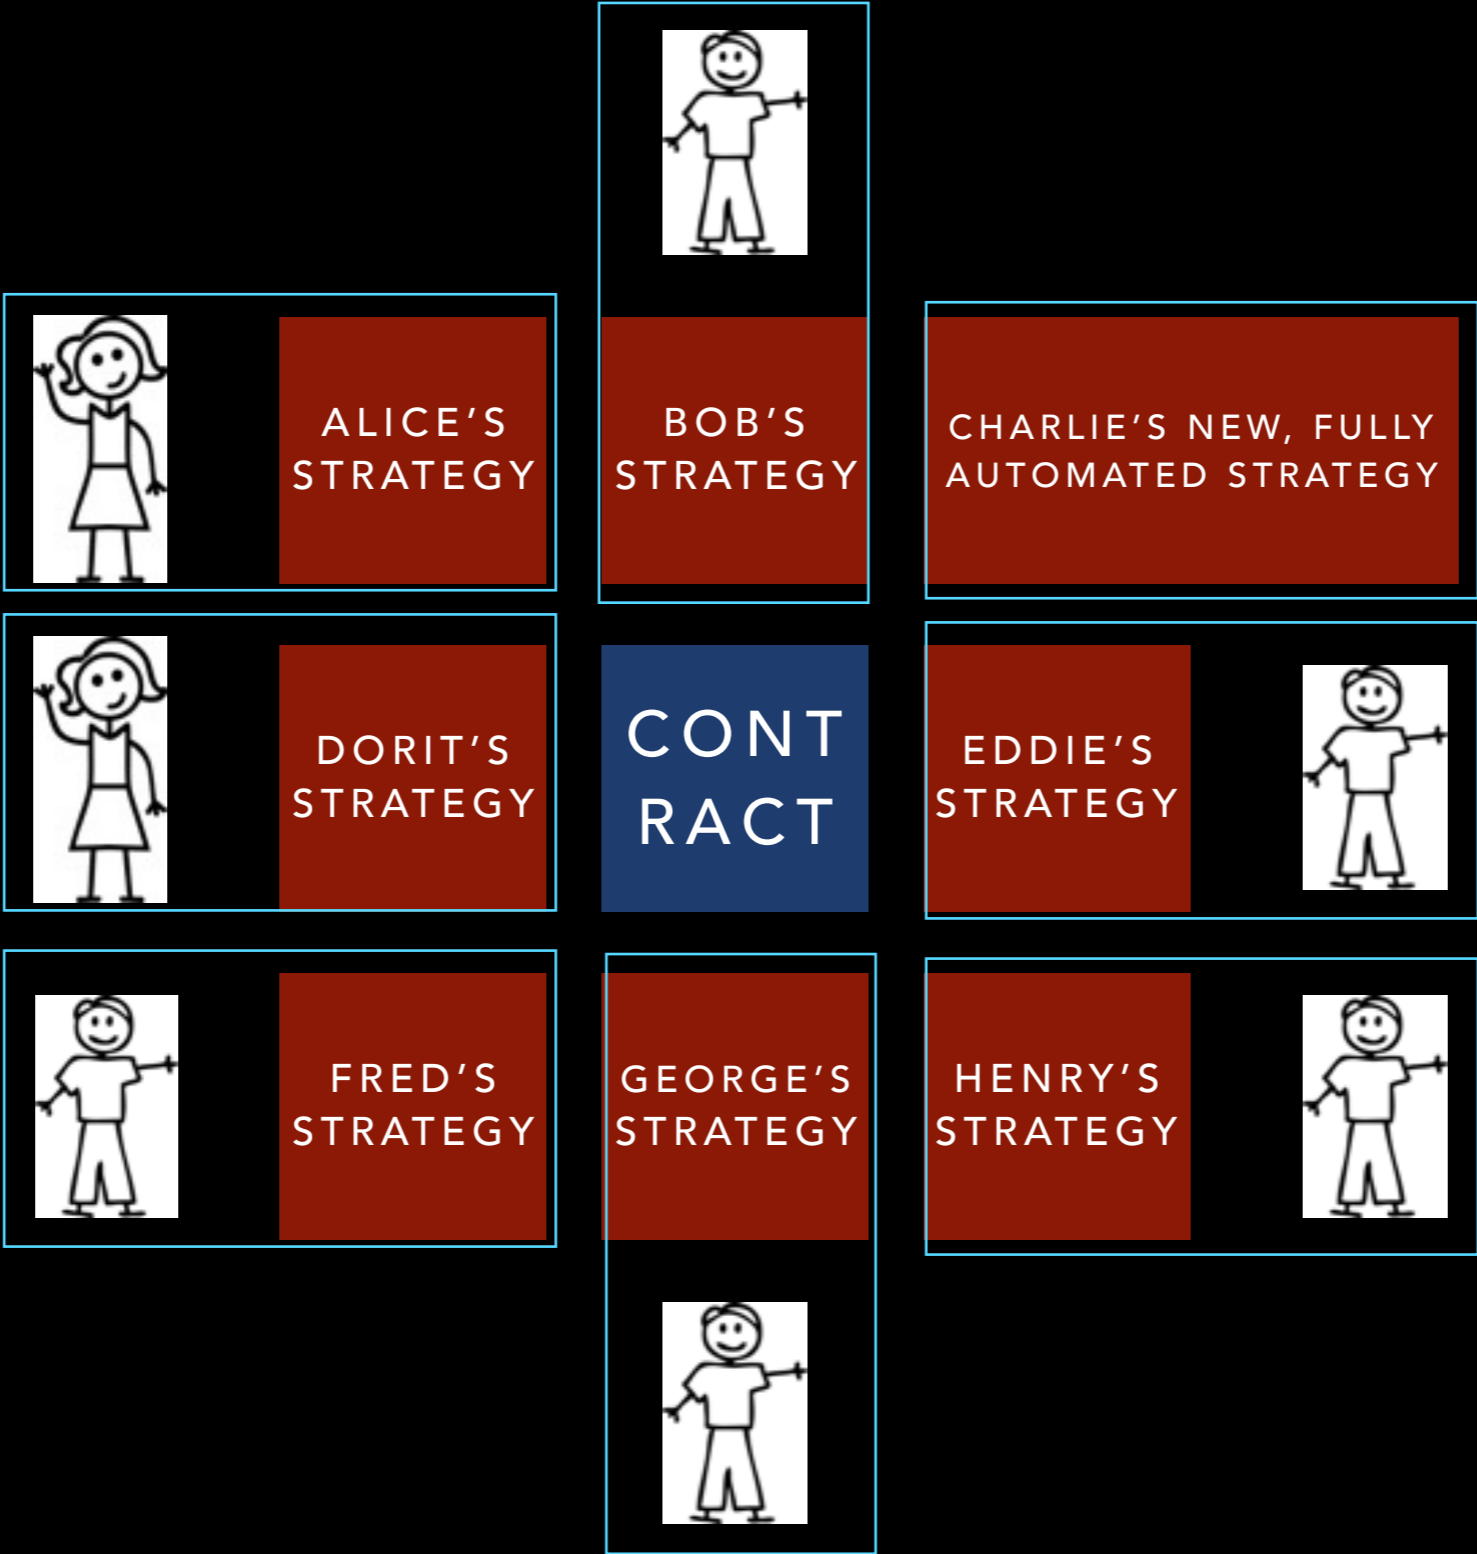 ALICE'S
STRATEGY
BOB'S
STRATEGY
CHARLIE'S NEW, FULLY
AUTOMATED STRATEGY
DORIT'S
STRATEGY
CONT
RACT
EDDIE'S
STRATEGY
FRED'S
STRATEGY
GEORGE'S
STRATEGY
HENRY'S
STRATEGY